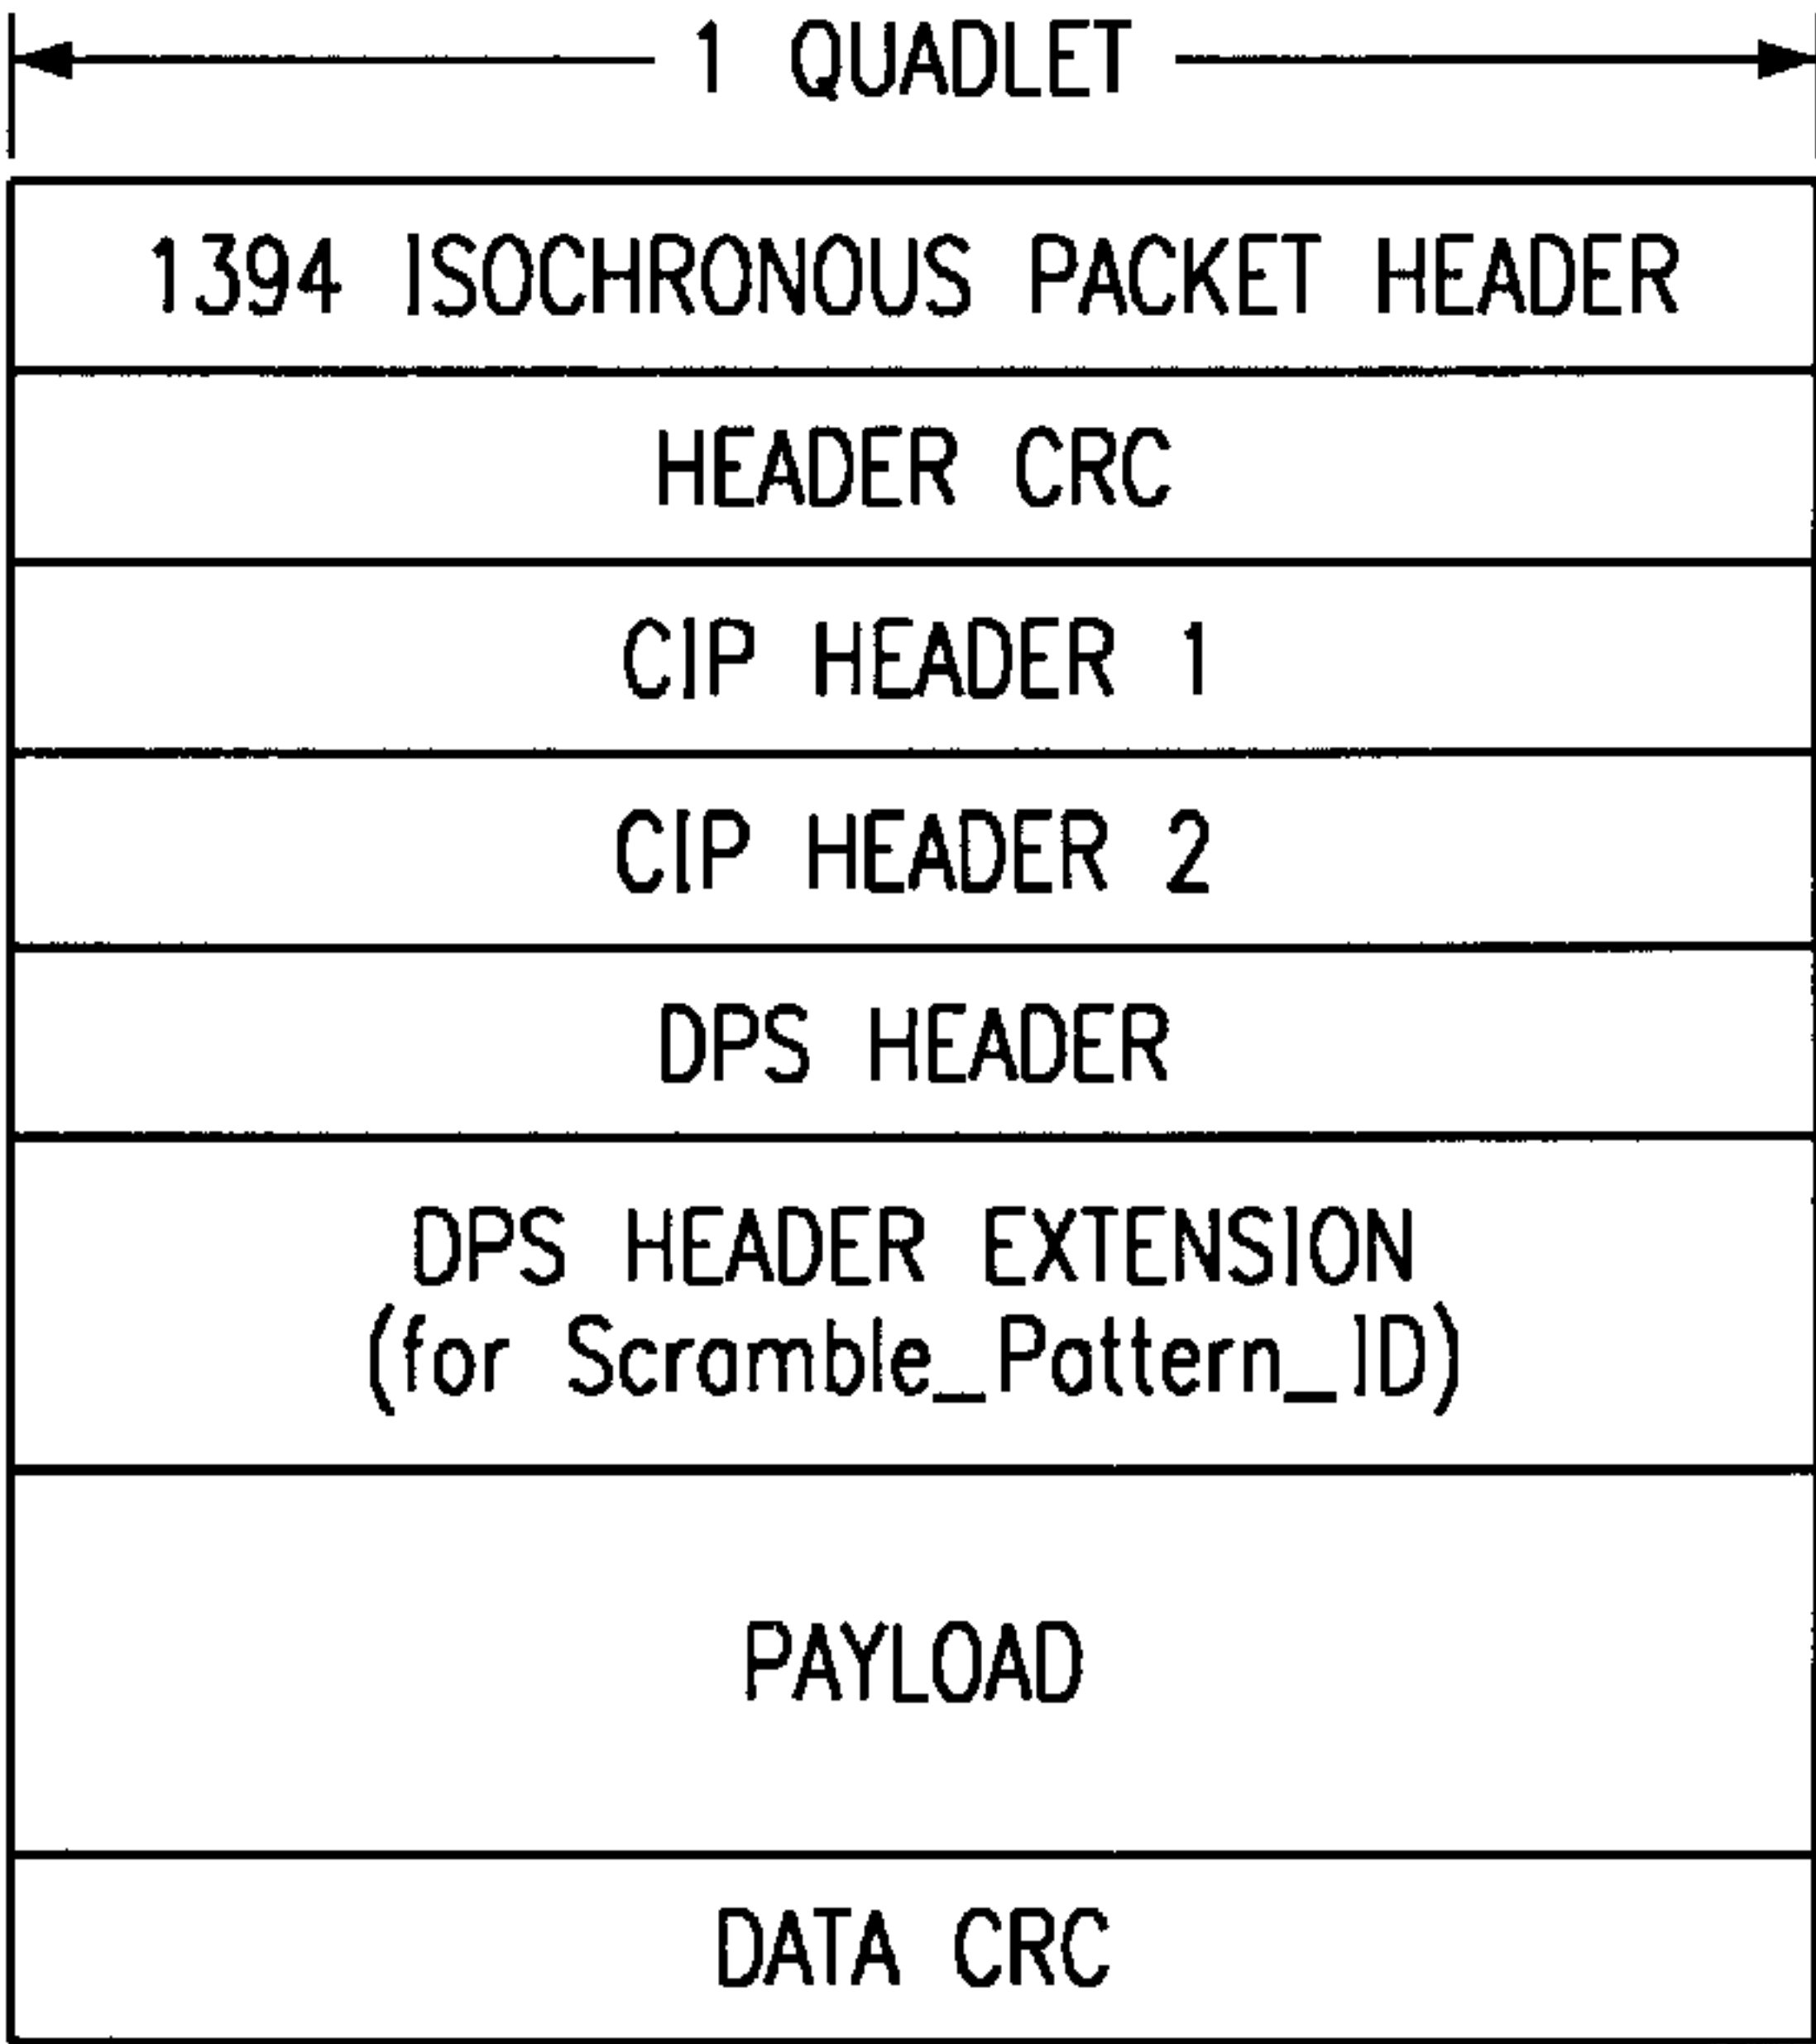 1 QUADLET
1394 ISOCHRONOUS PACKET HEADER
HEADER CRC
CIP HEADER 1
CIP HEADER 2
DPS HEADER
DPS HEADER EXTENSION
(for Scramble_Pattern_ID)
PAYLOAD
DATA CRC